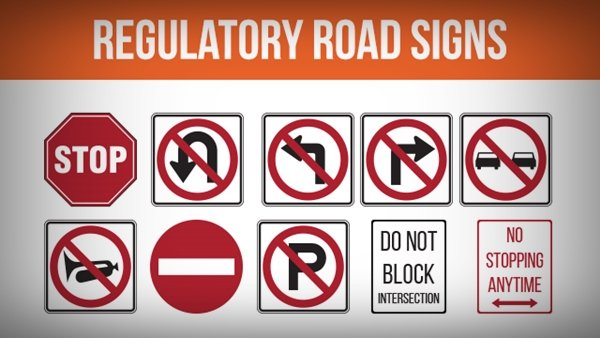 REGULATORY ROAD SIGNS
STOP
P
DO NOT
BLOCK
INTERSECTION
NO
STOPPING
ANYTIME